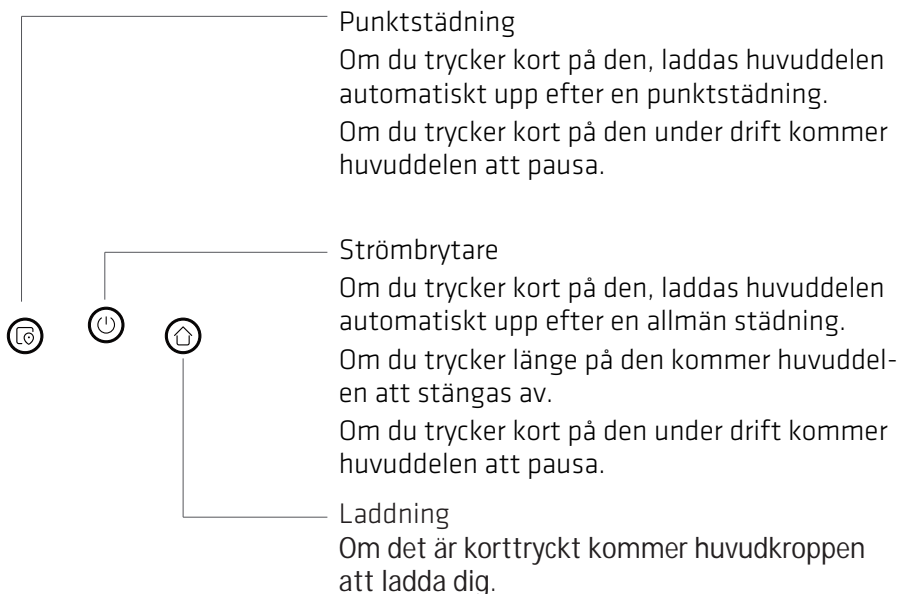 Punktstädning
Om du trycker kort på den, laddas huvuddelen
automatiskt upp efter en punktstädning.
Om du trycker kort på den under drift kommer
huvuddelen att pausa.
Strömbrytare
Om du trycker kort på den, laddas huvuddelen
automatiskt upp efter en allmän städning.
Om du trycker länge på den kommer huvuddel-
en att stängas av.
Om du trycker kort på den under drift kommer
huvuddelen att pausa.
Laddning
Om det är korttryckt kommer huvudkroppen
att ladda dig.